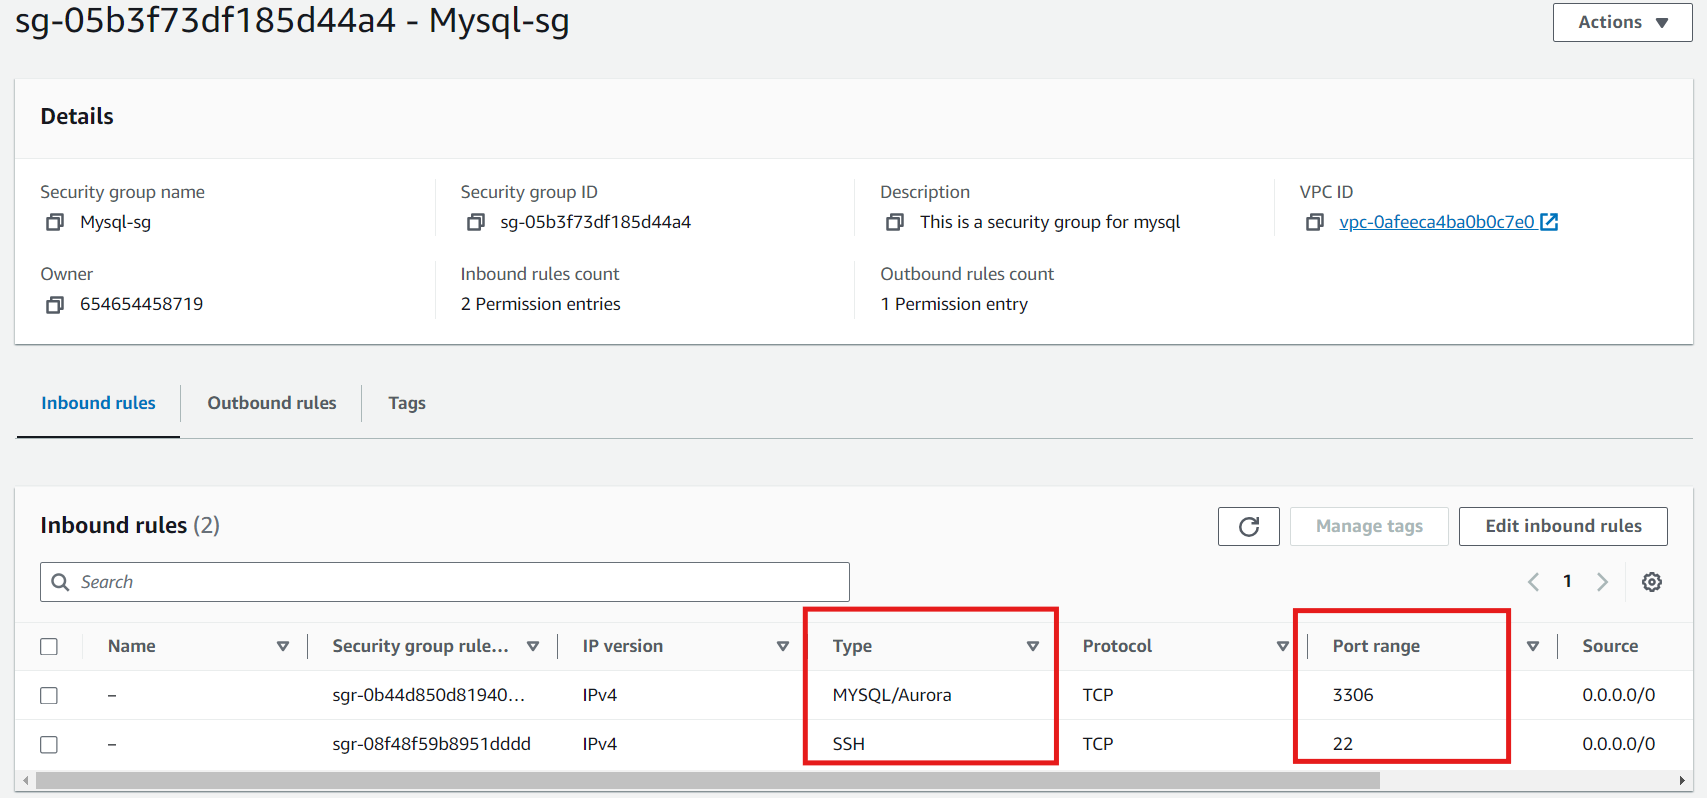 sg-05b3f73df185d44a4 - Mysql-sg
Actions
Details
Security group name
Mysql-sg
Security group ID
sg-05b3f73df185d44a4
Description
This is a security group for mysql
VPC ID
vpc-0afeeca4ba0b0c7e0
Owner
654654458719
Inbound rules count
2 Permission entries
Outbound rules count
1 Permission entry
Inbound rules Outbound rules Tags
Inbound rules (2)
Manage tags
Edit inbound rules
Search
1
Name Security group rule... IP version Type Protocol Port range Source
– sgr-0b44d850d81940... IPv4 MYSQL/Aurora TCP 3306 0.0.0.0/0
– sgr-08f48f59b8951dddd IPv4 SSH TCP 22 0.0.0.0/0